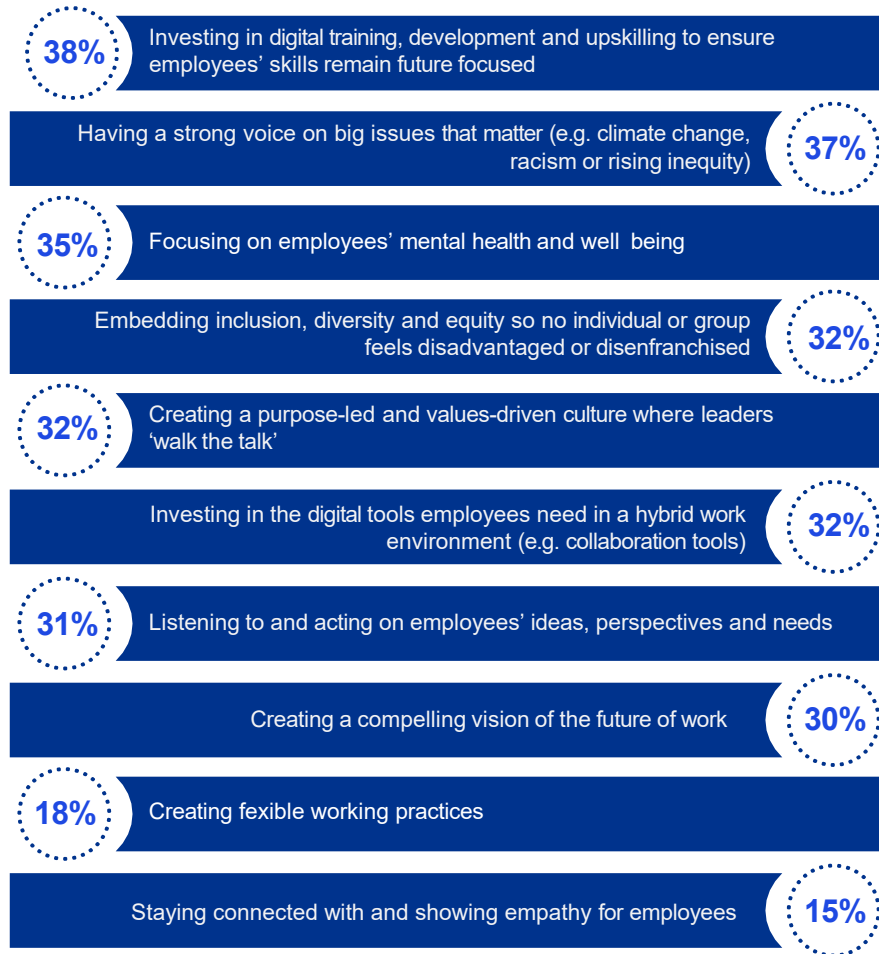 38%
Investing in digital training, development and upskilling to ensure
employees’ skills remain future focused
Having a strong voice on big issues that matter (e.g. climate change,
racism or rising inequity)
37%
35%
Focusing on employees’ mental health and well being
Embedding inclusion, diversity and equity so no individual or group
feels disadvantaged or disenfranchised
32%
32%
Creating a purpose-led and values-driven culture where leaders
‘walk the talk’
Investing in the digital tools employees need in a hybrid work
environment (e.g. collaboration tools)
32%
31%
Listening to and acting on employees’ ideas, perspectives and needs
Creating a compelling vision of the future of work
30%
18%
Creating fexible working practices
Staying connected with and showing empathy for employees
15%